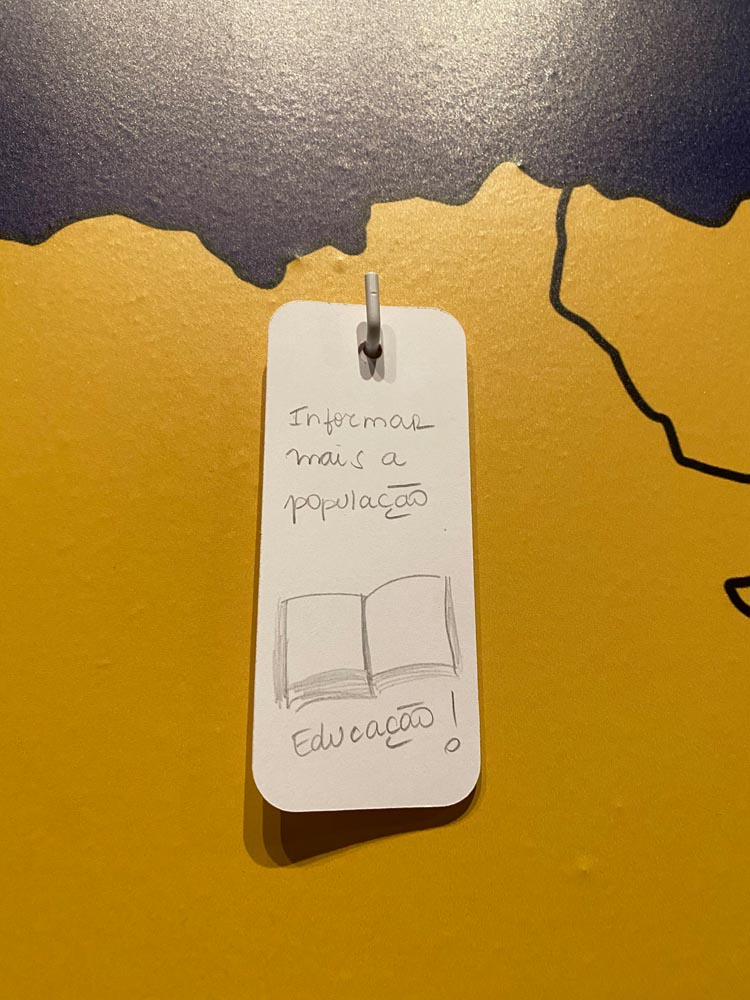 Informar
mais a
população
Educação!